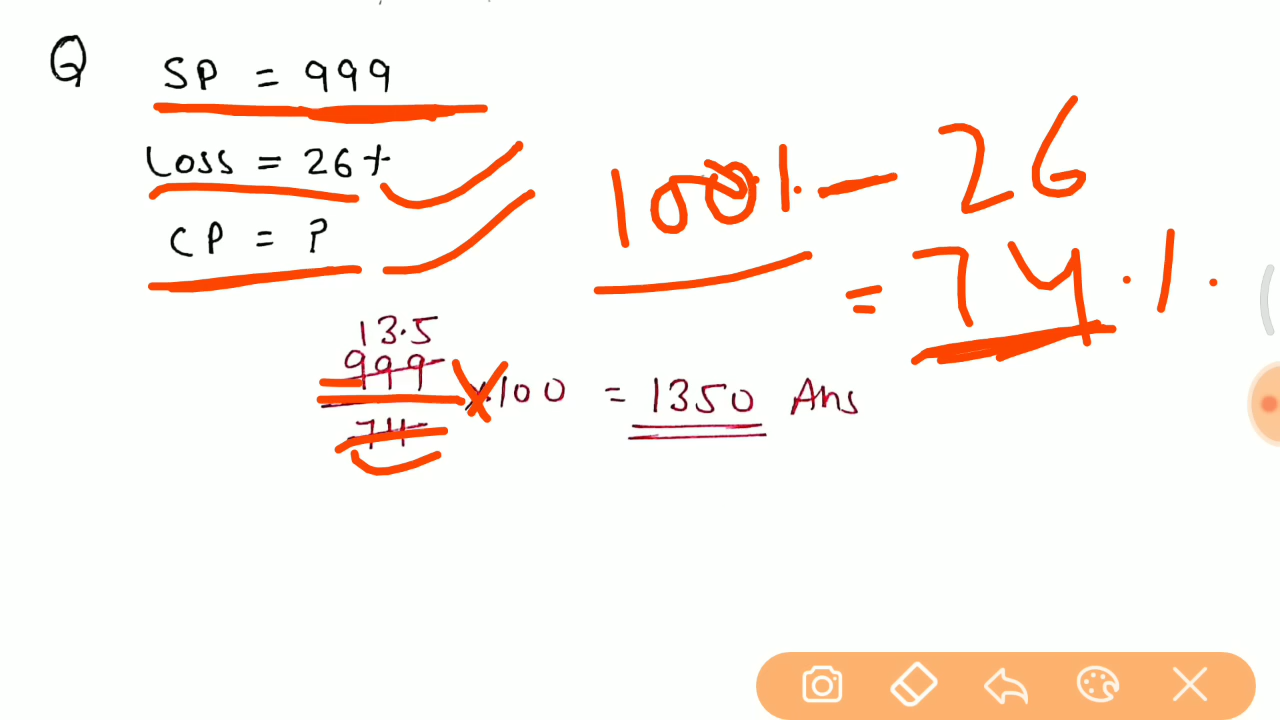 Q SP = 999
Loss = 26%
CP = ?
100% - 26
= 74%
13.5
999
74
×100 = 1350 Ans